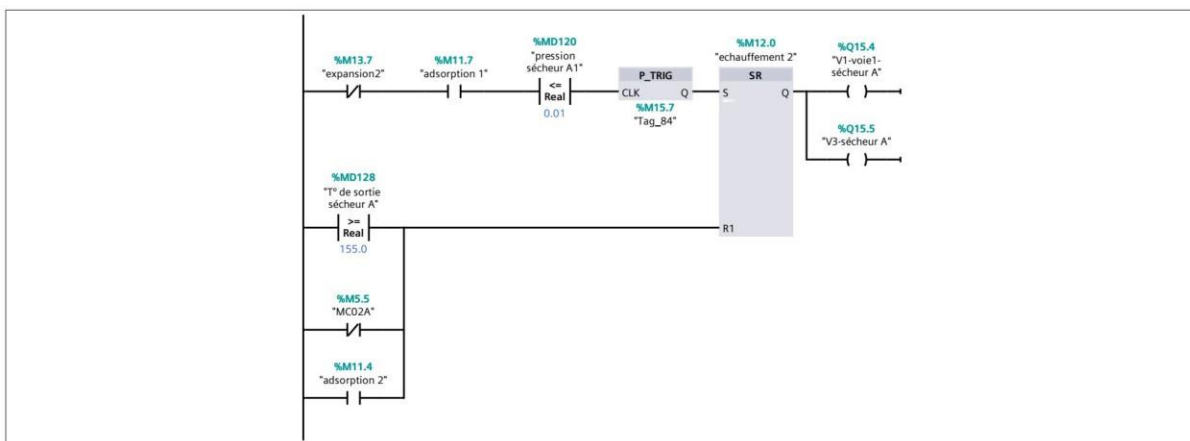 %M13.7
"expansion2"
%M11.7
"adsorption 1"
%MD120
"pression
sécheur A1"
<=
Real
0.01
P_TRIG
CLK Q
%M15.7
"Tag_84"
%M12.0
"echauffement 2"
SR
S Q
R1
%Q15.4
"V1-voie1-
sécheur A"
%Q15.5
"V3-sécheur A"
%MD128
"T° de sortie
sécheur A"
>=
Real
155.0
%M5.5
"MC02A"
%M11.4
"adsorption 2"